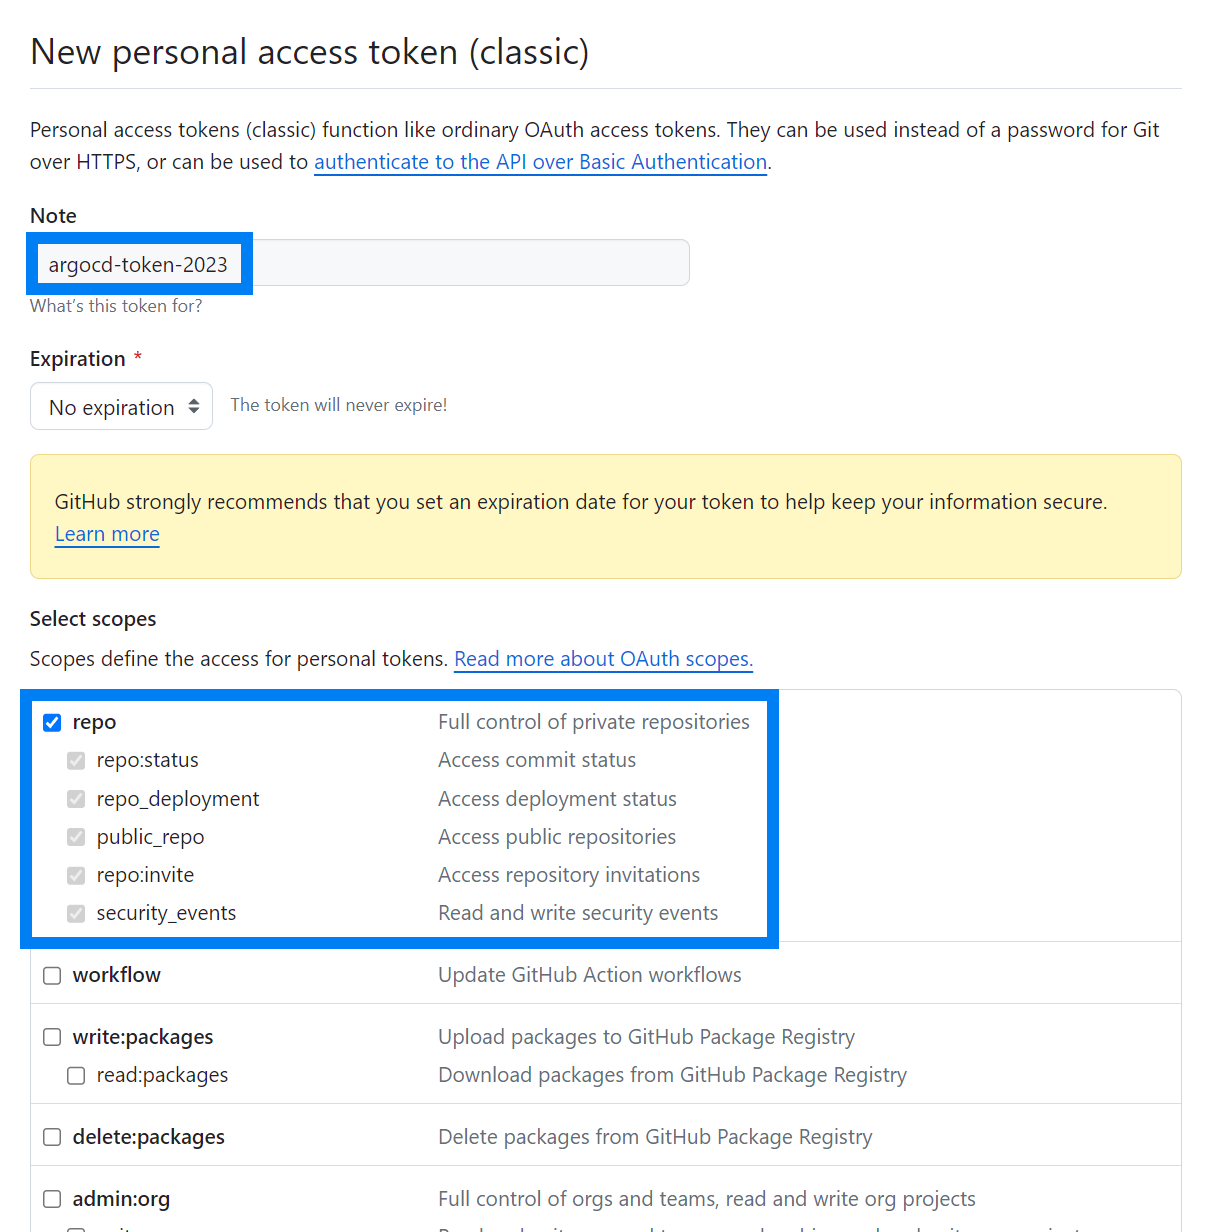 New personal access token (classic)
Personal access tokens (classic) function like ordinary OAuth access tokens. They can be used instead of a password for Git
over HTTPS, or can be used to authenticate to the API over Basic Authentication.
Note
argocd-token-2023
What's this token for?
Expiration *
No expiration The token will never expire!
GitHub strongly recommends that you set an expiration date for your token to help keep your information secure.
Learn more
Select scopes
Scopes define the access for personal tokens. Read more about OAuth scopes.
repo Full control of private repositories
repo:status Access commit status
repo_deployment Access deployment status
public_repo Access public repositories
repo:invite Access repository invitations
security_events Read and write security events
workflow Update GitHub Action workflows
write:packages Upload packages to GitHub Package Registry
read:packages Download packages from GitHub Package Registry
delete:packages Delete packages from GitHub Package Registry
admin:org Full control of orgs and teams, read and write org projects